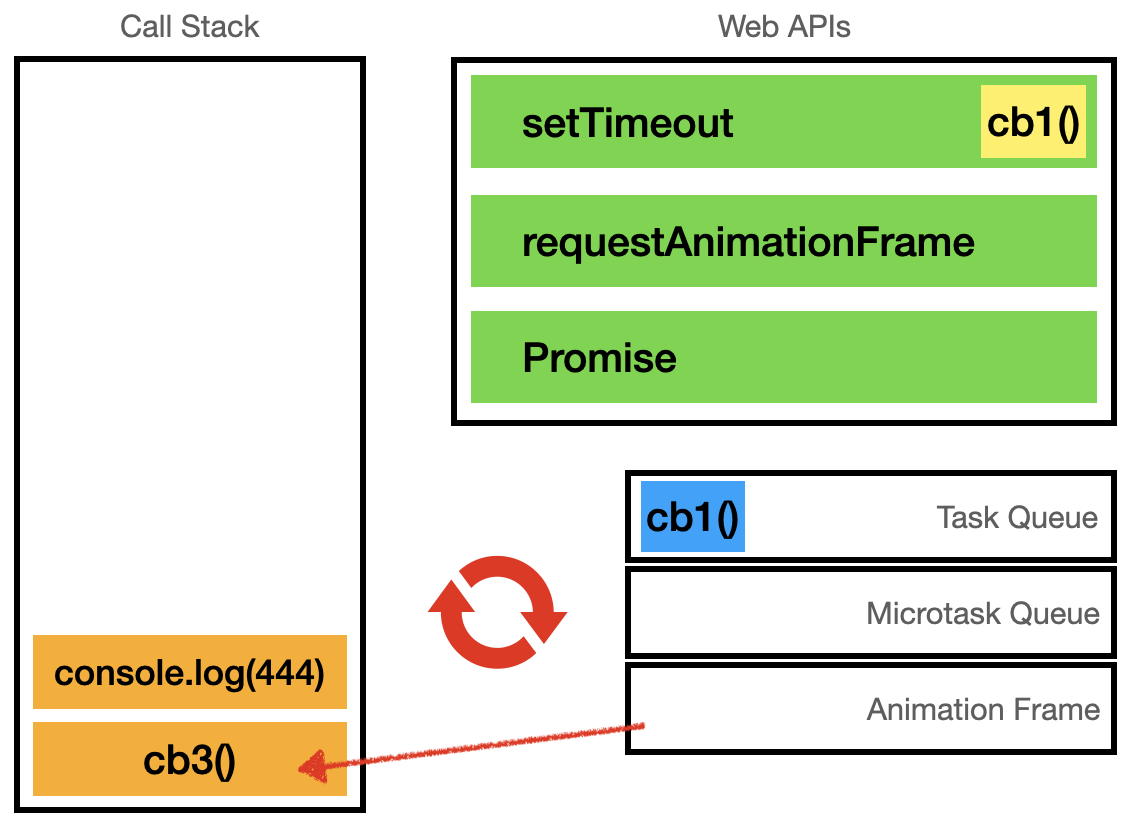 Call Stack
Web APIs
setTimeout
cb1()
requestAnimationFrame
Promise
cb1()
Task Queue
Microtask Queue
Animation Frame
console.log(444)
cb3()